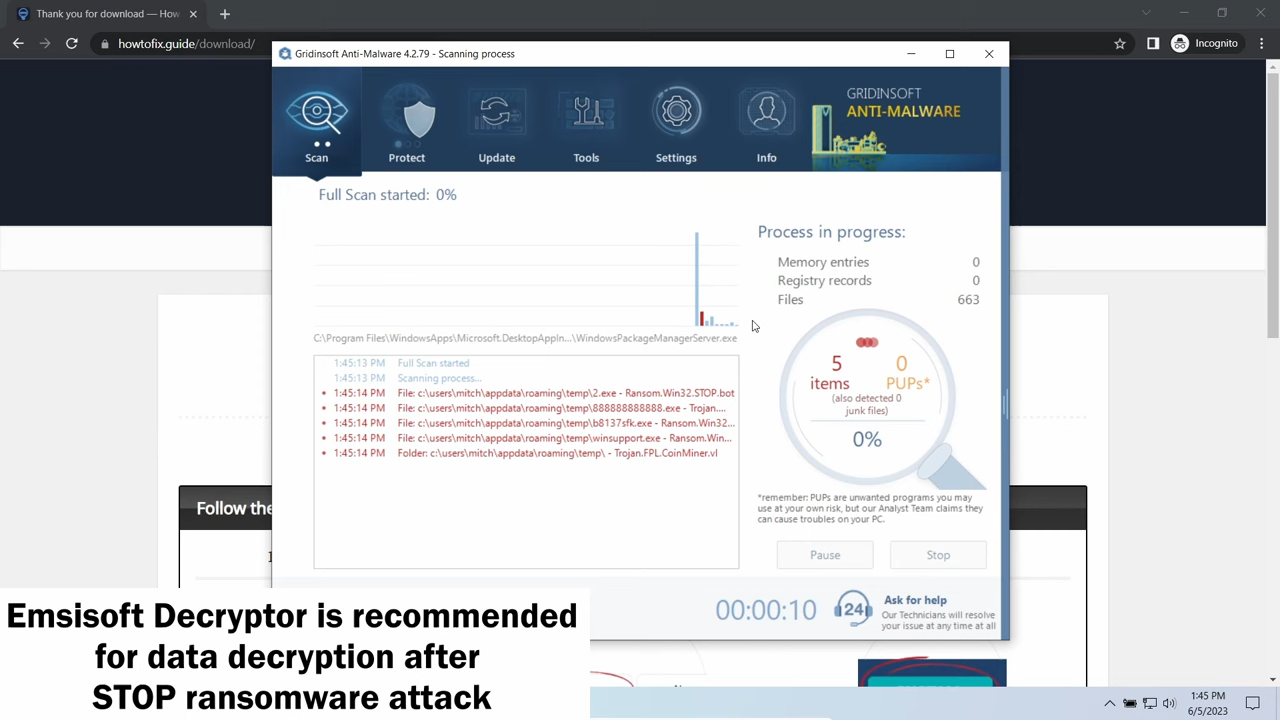 Thank You from How
howtofix.guide/download/
Incognito
Gridinsoft Anti-Malware 4.2.79 - Scanning process
Scan
Protect
Update
Tools
Settings
Info
GRIDINSOFT
ANTI-MALWARE
Full Scan started: 0%
C:\Program Files\WindowsApps\Microsoft.DesktopAppIn...\WindowsPackageManagerServer.exe
1:45:13 PM Full Scan started
1:45:13 PM Scanning process...
1:45:14 PM File: c:\users\mitch\appdata\roaming\temp\2.exe - Ransom.Win32.STOP.bot
1:45:14 PM File: c:\users\mitch\appdata\roaming\temp\888888888888.exe - Trojan....
1:45:14 PM File: c:\users\mitch\appdata\roaming\temp\b8137sfk.exe - Ransom.Win32...
1:45:14 PM File: c:\users\mitch\appdata\roaming\temp\winsupport.exe - Ransom.Win...
1:45:14 PM Folder: c:\users\mitch\appdata\roaming\temp\ - Trojan.FPL.CoinMiner.vl
Process in progress:
Memory entries 0
Registry records 0
Files 663
5 0
items PUPs*
(also detected 0
junk files)
0%
*remember: PUPs are unwanted programs you may
use at your own risk, but our Analyst Team claims they
can cause troubles on your PC.
Pause
Stop
00:00:10
24
Ask for help
Our Technicians will resolve
your issue at any time at all
Follow the
Emsisoft Decryptor is recommended
for data decryption after
STOP ransomware attack
1:45 PM
6/5/2023